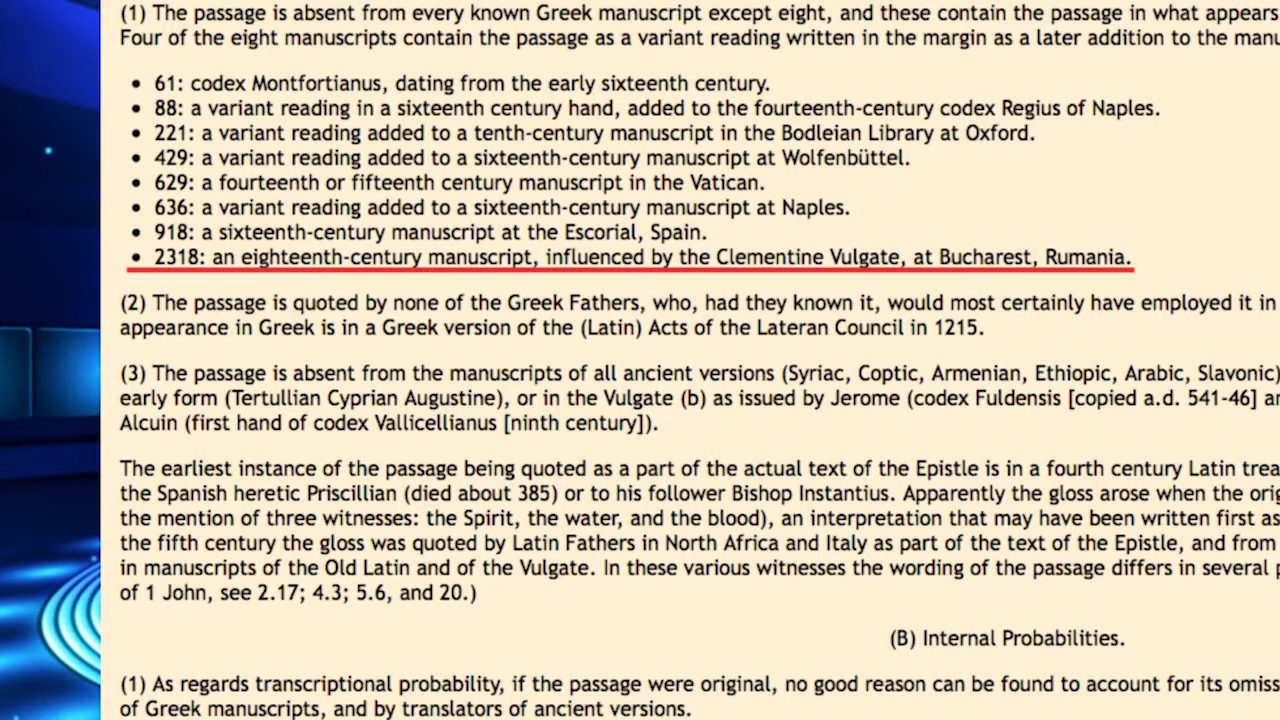 (1) The passage is absent from every known Greek manuscript except eight, and these contain the passage in what appears
Four of the eight manuscripts contain the passage as a variant reading written in the margin as a later addition to the
• 61: codex Montfortianus, dating from the early sixteenth century.
• 88: a variant reading in a sixteenth century hand, added to the fourteenth-century codex Regius of Naples.
• 221: a variant reading added to a tenth-century manuscript in the Bodleian Library at Oxford.
• 429: a variant reading added to a sixteenth-century manuscript at Wolfenbüttel.
• 629: a fourteenth or fifteenth century manuscript in the Vatican.
• 636: a variant reading added to a sixteenth-century manuscript at Naples.
• 918: a sixteenth-century manuscript at the Escorial, Spain.
• 2318: an eighteenth-century manuscript, influenced by the Clementine Vulgate, at Bucharest, Rumania.
(2) The passage is quoted by none of the Greek Fathers, who, had they known it, would most certainly have employed it in
appearance in Greek is in a Greek version of the (Latin) Acts of the Lateran Council in 1215.
(3) The passage is absent from the manuscripts of all ancient versions (Syriac, Coptic, Armenian, Ethiopic, Arabic, Slavonic)
early form (Tertullian Cyprian Augustine), or in the Vulgate (b) as issued by Jerome (codex Fuldensis [copied a.d. 541-46]
Alcuin (first hand of codex Vallicellianus [ninth century]).
The earliest instance of the passage being quoted as a part of the actual text of the Epistle is in a fourth century Latin
the Spanish heretic Priscillian (died about 385) or to his follower Bishop Instantius. Apparently the gloss arose when the
the mention of three witnesses: the Spirit, the water, and the blood), an interpretation that may have been written first
the fifth century the gloss was quoted by Latin Fathers in North Africa and Italy as part of the text of the Epistle, and from
in manuscripts of the Old Latin and of the Vulgate. In these various witnesses the wording of the passage differs in several
of 1 John, see 2.17; 4.3; 5.6, and 20.)
(B) Internal Probabilities.
(1) As regards transcriptional probability, if the passage were original, no good reason can be found to account for its
of Greek manuscripts, and by translators of ancient versions.